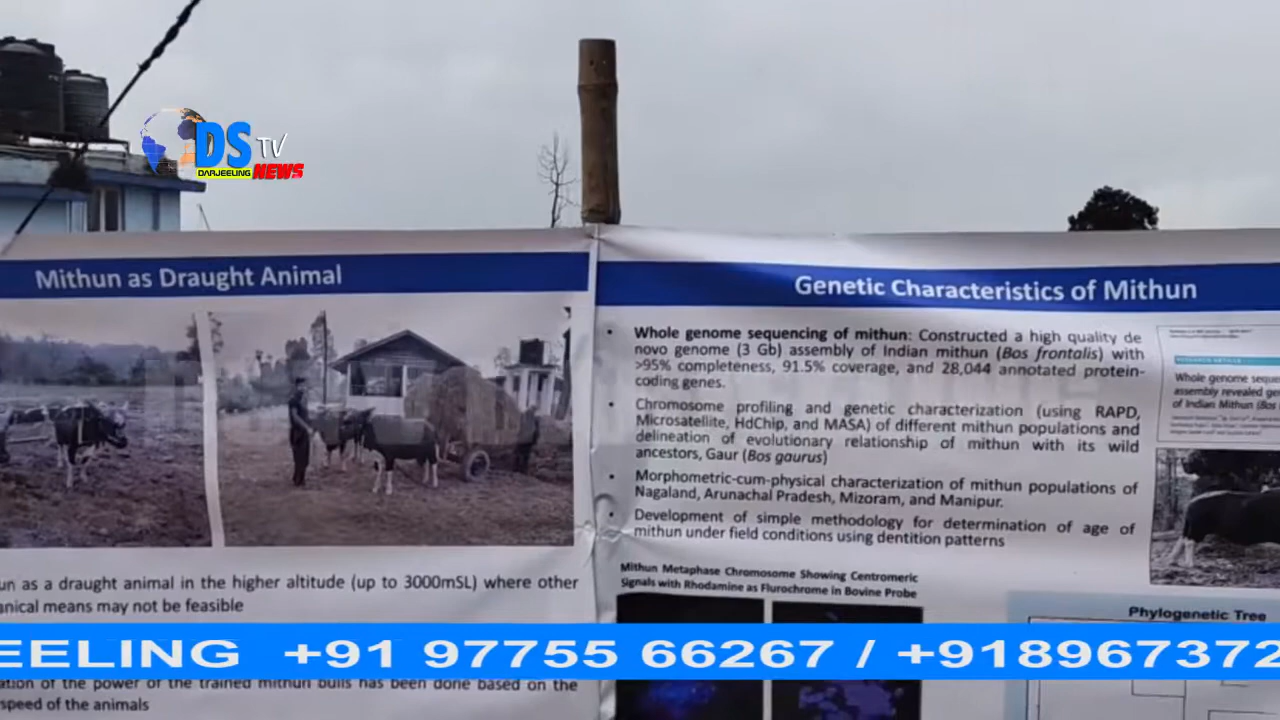 DS TV
DARJEELING NEWS
Mithun as Draught Animal
as a draught animal in the higher altitude (up to 3000mSL) where other
means may not be feasible
of the power of the trained mithun bulls has been done based on the
speed of the animals
Genetic Characteristics of Mithun
• Whole genome sequencing of mithun: Constructed a high quality de
novo genome (3 Gb) assembly of Indian mithun (Bos frontalis) with
>95% completeness, 91.5% coverage, and 28,044 annotated protein-
coding genes.
• Chromosome profiling and genetic characterization (using RAPD,
Microsatellite, HdChip, and MASA) of different mithun populations and
delineation of evolutionary relationship of mithun with its wild
ancestors, Gaur (Bos gaurus)
• Morphometric-cum-physical characterization of mithun populations of
Nagaland, Arunachal Pradesh, Mizoram, and Manipur.
• Development of simple methodology for determination of age of
mithun under field conditions using dentition patterns
Mithun Metaphase Chromosome Showing Centromeric
Signals with Rhodamine as Flurochrome in Bovine Probe
Whole genome
assembly revealed
of Indian Mithun (Bos
Phylogenetic Tree
EELING +91 97755 66267 / +918967372